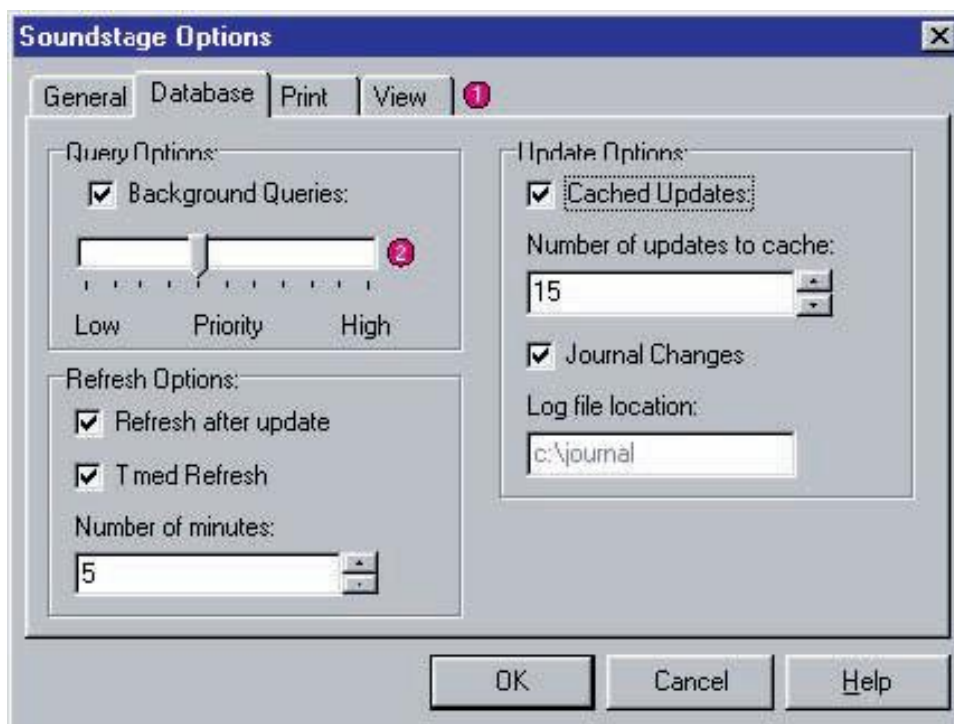 Soundstage Options
General Database Print View 1
Query Options:
Background Queries:
2
Low Priority High
Refresh Options:
Refresh after update
Tmed Refresh
Number of minutes:
5
Update Options:
Cached Updates:
Number of updates to cache:
15
Journal Changes
Log file location:
c:\journal
OK Cancel Help